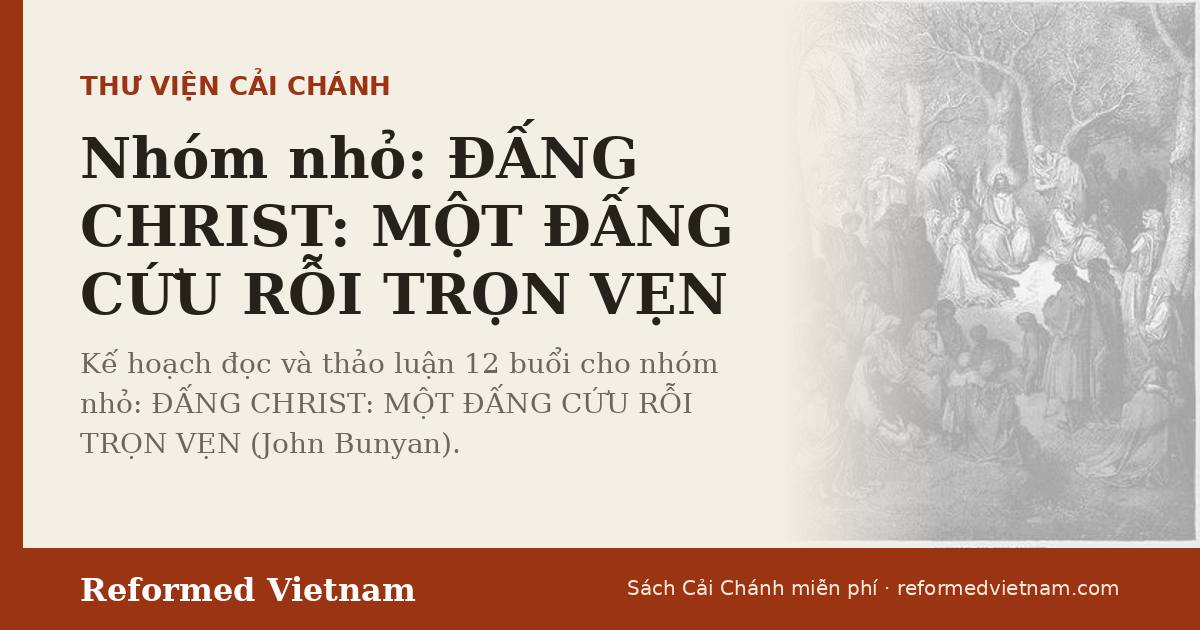 THƯ VIỆN CẢI CHÁNH
Nhóm nhỏ: ĐẤNG
CHRIST: MỘT ĐẤNG
CỨU RỖI TRỌN VẸN
Kế hoạch đọc và thảo luận 12 buổi cho nhóm
nhỏ: ĐẤNG CHRIST: MỘT ĐẤNG CỨU RỖI
TRỌN VẸN (John Bunyan).
Reformed Vietnam
Sách Cải Chánh miễn phí · reformedvietnam.com